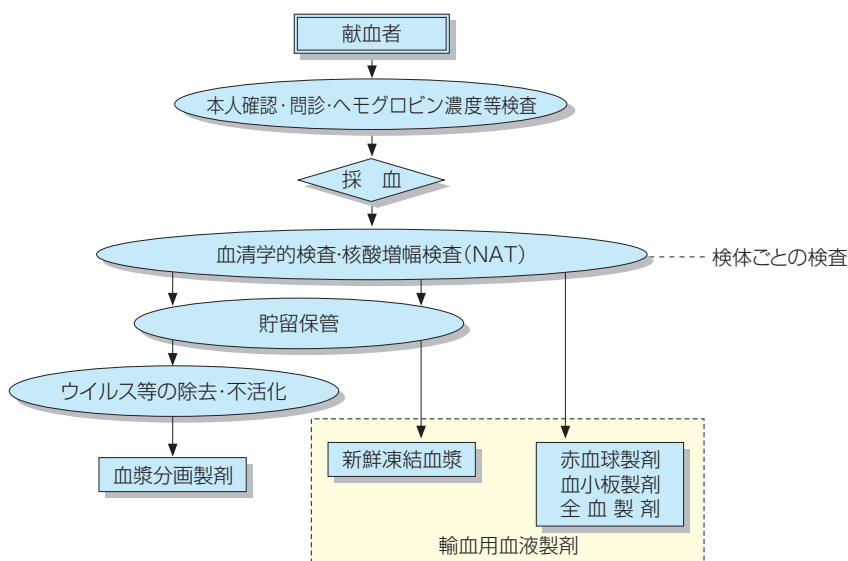 献血者
本人確認・問診・ヘモグロビン濃度等検査
採 血
血清学的検査・核酸増幅検査(NAT)
検体ごとの検査
貯留保管
ウイルス等の除去・不活化
血漿分画製剤
新鮮凍結血漿
赤血球製剤
血小板製剤
全 血 製 剤
輸血用血液製剤